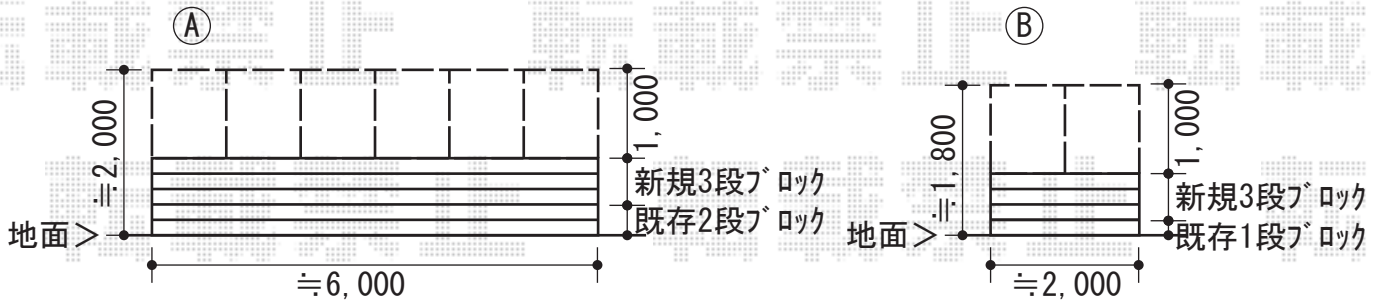 Ⓐ
≒2,000
1,000
新規3段ブロック
既存2段ブロック
地面>
≒6,000
Ⓑ
≒1,800
1,000
新規3段ブロック
既存1段ブロック
地面>
≒2,000